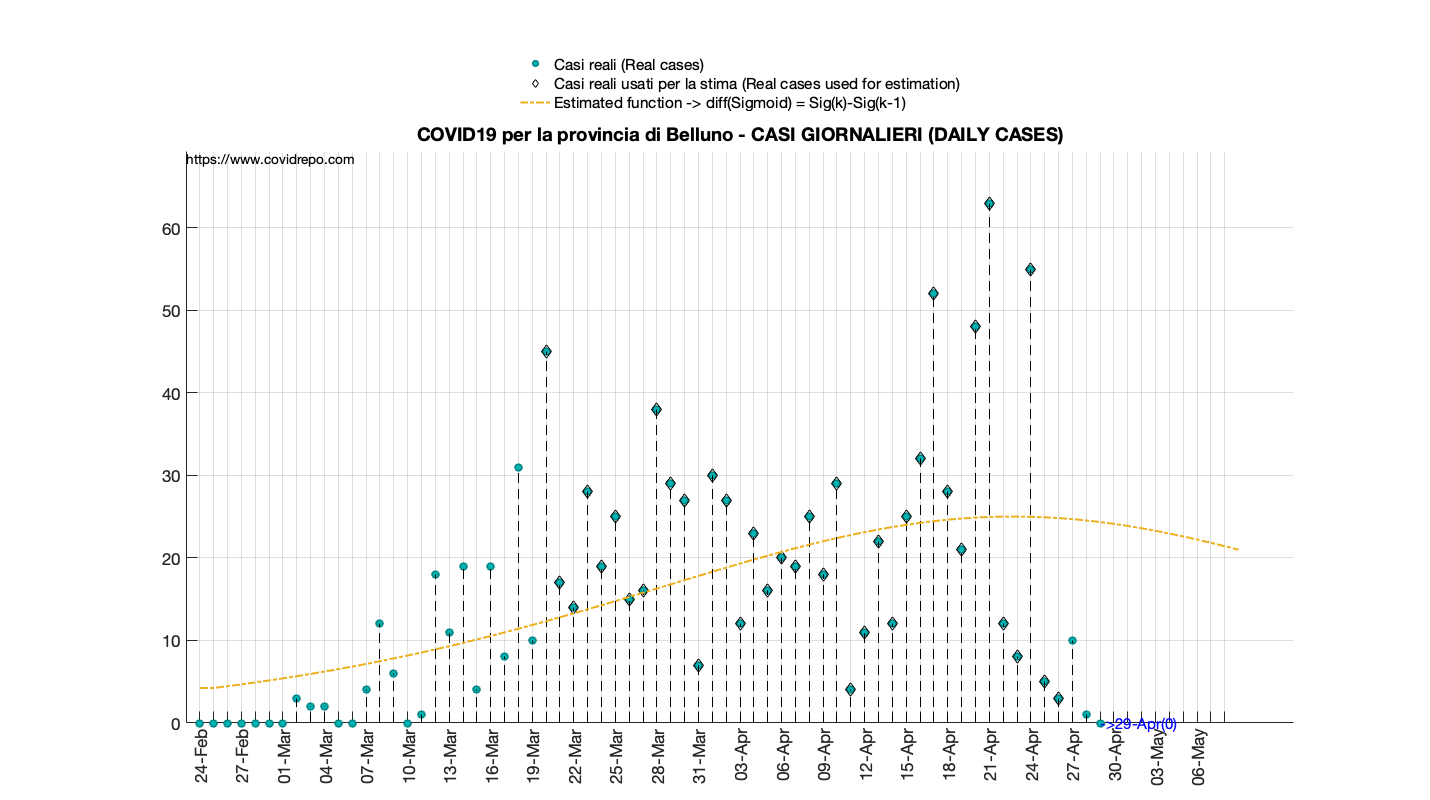 Casi reali (Real cases)
Casi reali usati per la stima (Real cases used for estimation)
Estimated function -> diff(Sigmoid) = Sig(k)-Sig(k-1)
COVID19 per la provincia di Belluno - CASI GIORNALIERI (DAILY CASES)
https://www.covidrepo.com
60
50
40
30
20
10
0
->29-Apr(0)
24-Feb
27-Feb
01-Mar
04-Mar
07-Mar
10-Mar
13-Mar
16-Mar
19-Mar
22-Mar
25-Mar
28-Mar
31-Mar
03-Apr
06-Apr
09-Apr
12-Apr
15-Apr
18-Apr
21-Apr
24-Apr
27-Apr
30-Apr
03-May
06-May